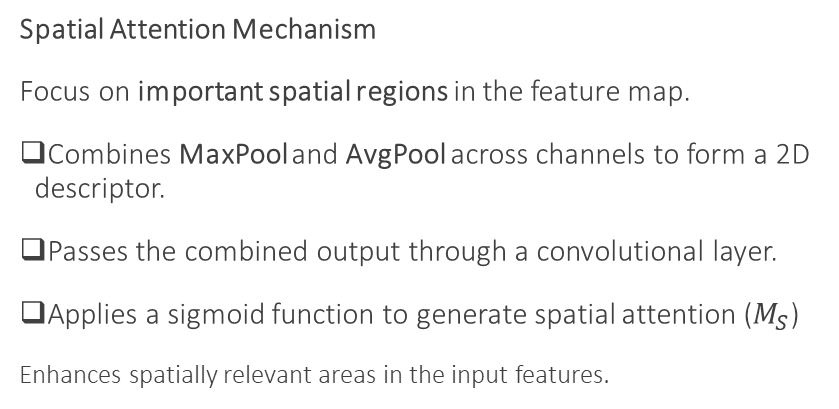 Spatial Attention Mechanism
Focus on important spatial regions in the feature map.
❑Combines MaxPool and AvgPool across channels to form a 2D
descriptor.
❑Passes the combined output through a convolutional layer.
❑Applies a sigmoid function to generate spatial attention (M_S)
Enhances spatially relevant areas in the input features.